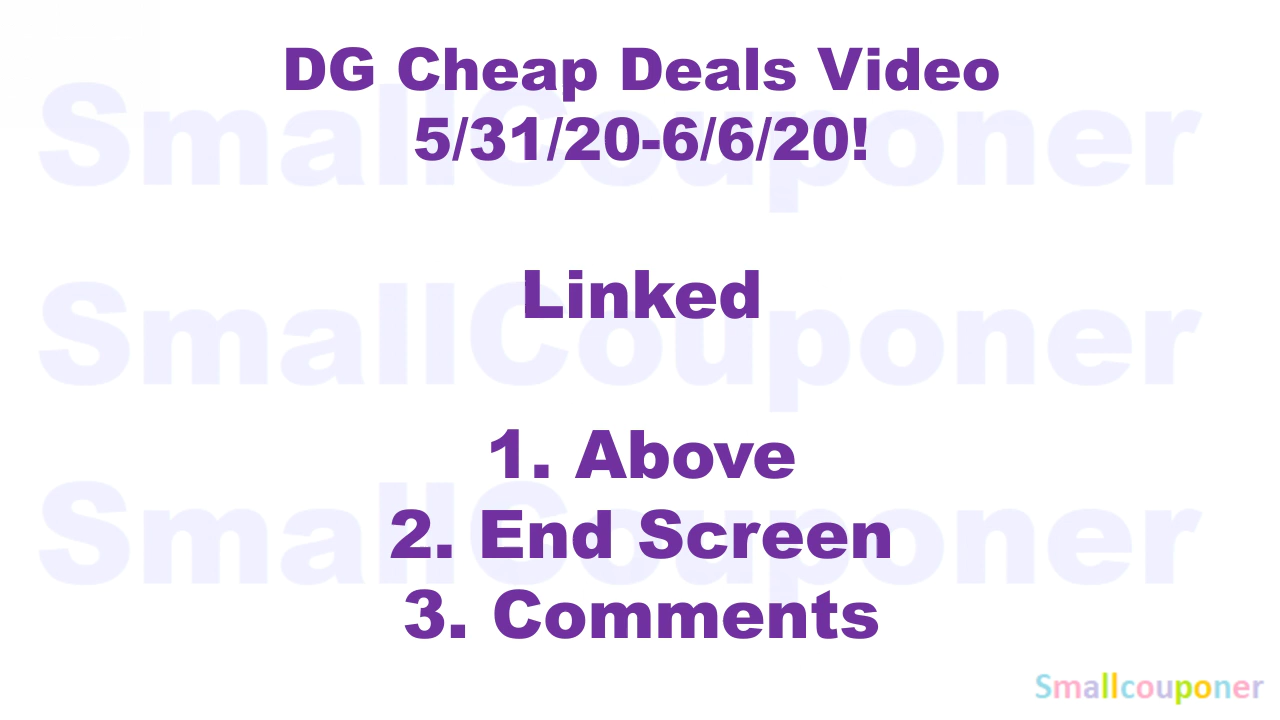 DG Cheap Deals Video
5/31/20-6/6/20!
SmallCouponer
Linked
SmallCouponer
1. Above
2. End Screen
SmallCouponer
3. Comments
Smallcouponer